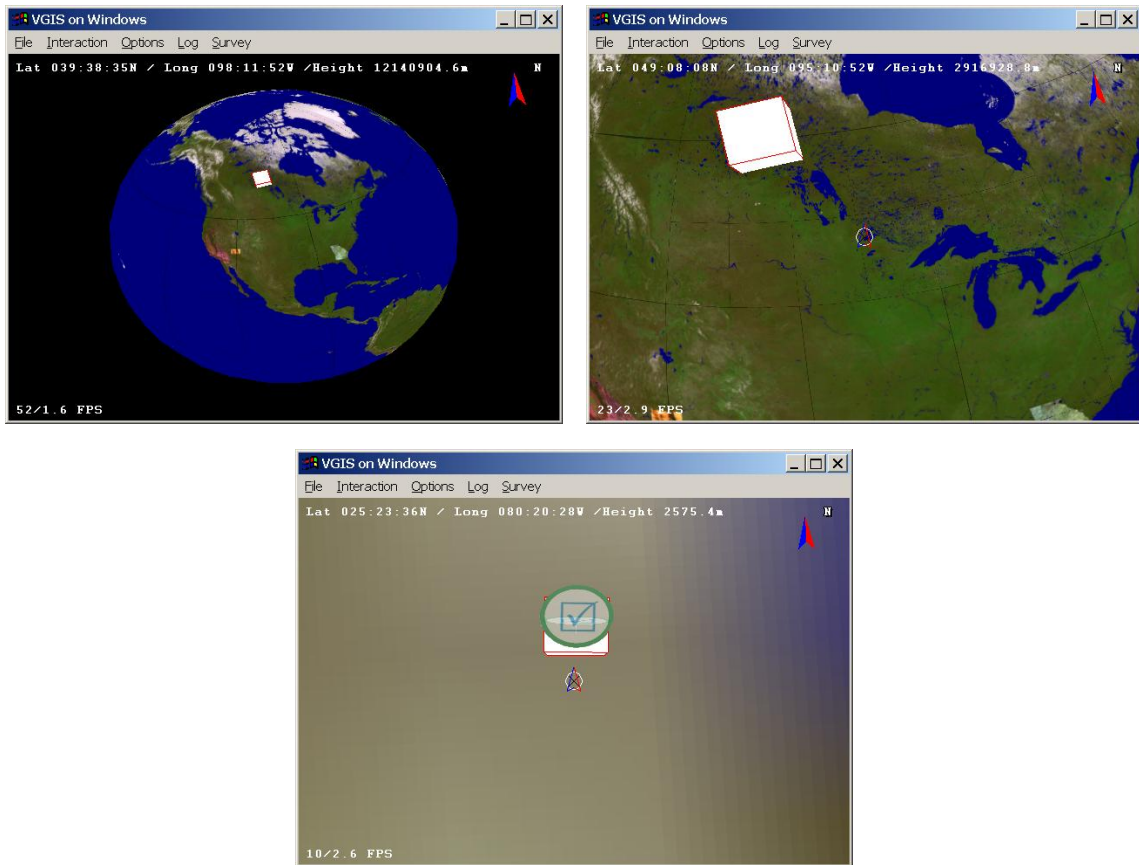 VGIS on Windows
File Interaction Options Log Survey
Lat 039:38:35N / Long 098:11:52W /Height 12140904.6m N
52/1.6 FPS
VGIS on Windows
File Interaction Options Log Survey
Lat 049:08:08N / Long 095:10:52W /Height 2916928.8m N
23/2.9 FPS
VGIS on Windows
File Interaction Options Log Survey
Lat 025:23:36N / Long 080:20:28W /Height 2575.4m N
10/2.6 FPS